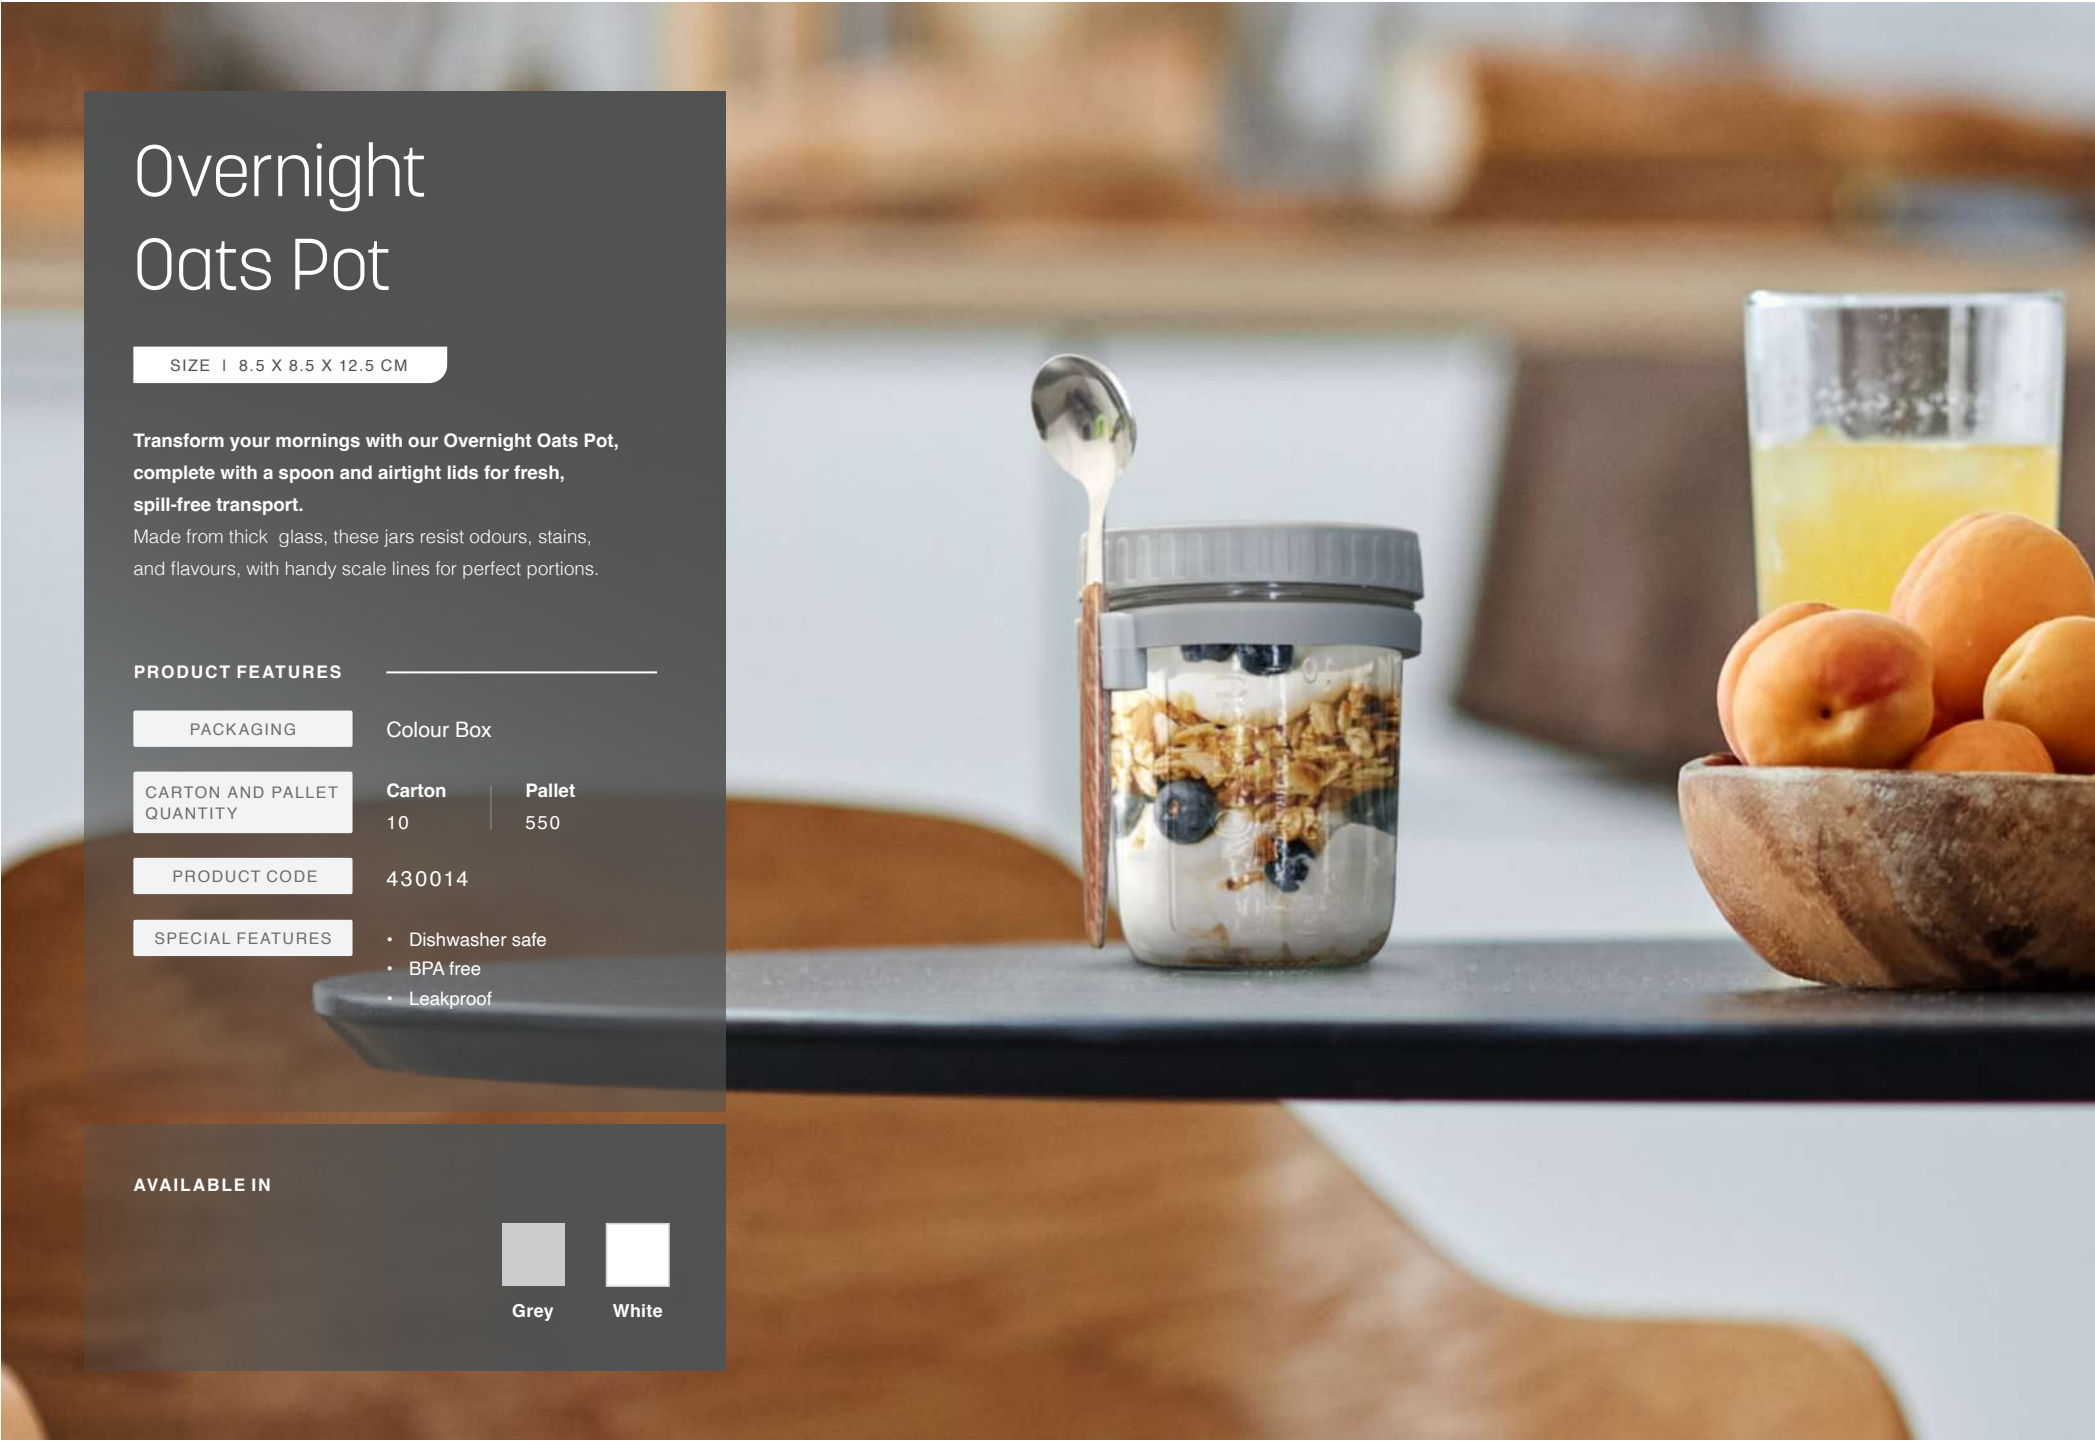 Overnight
Oats Pot
SIZE | 8.5 X 8.5 X 12.5 CM
Transform your mornings with our Overnight Oats Pot,
complete with a spoon and airtight lids for fresh,
spill-free transport.
Made from thick  glass, these jars resist odours, stains,
and flavours, with handy scale lines for perfect portions.
PRODUCT FEATURES
PACKAGING
Colour Box
CARTON AND PALLET
QUANTITY
Carton
Pallet
10
550
PRODUCT CODE
430014
SPECIAL FEATURES
• Dishwasher safe
• BPA free
• Leakproof
AVAILABLE IN
Grey
White